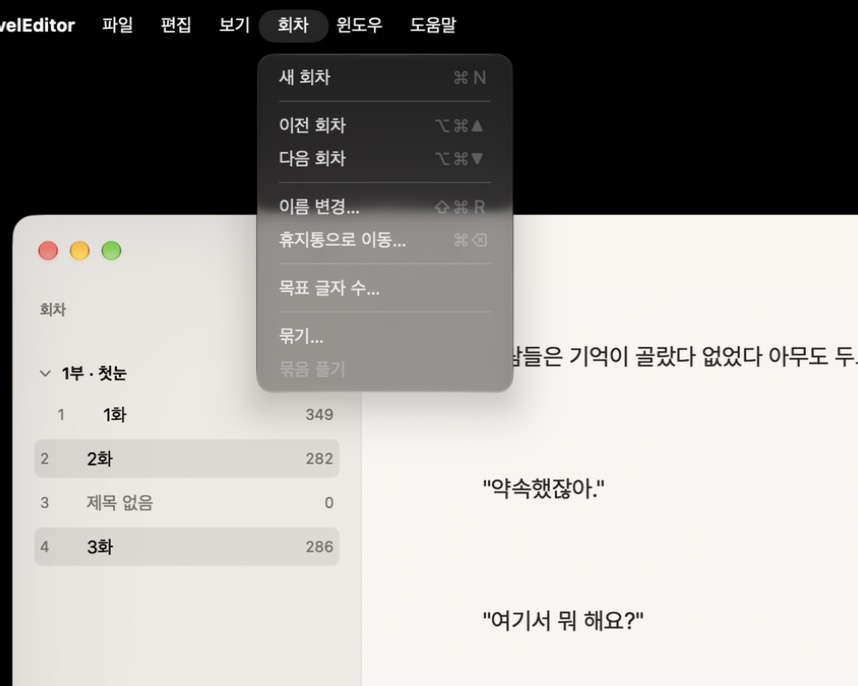 velEditor 파일 편집 보기 회차 윈도우 도움말
새 회차 ⌘ N
이전 회차 ⌥⌘▲
다음 회차 ⌥⌘▼
이름 변경... ⇧⌘ R
휴지통으로 이동... ⌘⌫
목표 글자 수...
묶기...
묶음 풀기
회차
1부 · 첫눈
1 1화 349
2 2화 282
3 제목 없음 0
4 3화 286
람들은 기억이 골랐다 없었다 아무도 두
"약속했잖아."
"여기서 뭐 해요?"